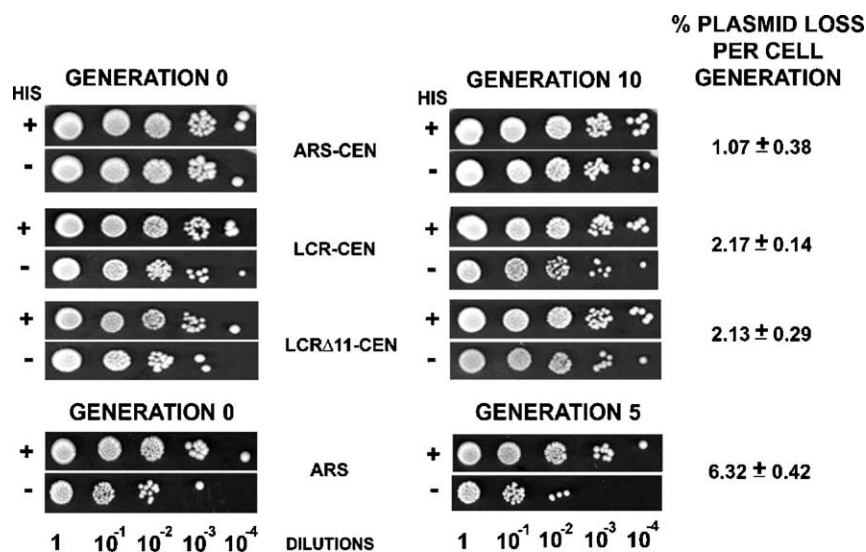 % PLASMID LOSS
PER CELL
GENERATION
GENERATION 0
GENERATION 10
HIS
HIS
+
-
ARS-CEN
+
-
1.07 ± 0.38
+
-
LCR-CEN
+
-
2.17 ± 0.14
+
-
LCRΔ11-CEN
+
-
2.13 ± 0.29
GENERATION 0
GENERATION 5
+
-
ARS
+
-
6.32 ± 0.42
1 10⁻¹ 10⁻² 10⁻³ 10⁻⁴ DILUTIONS 1 10⁻¹ 10⁻² 10⁻³ 10⁻⁴